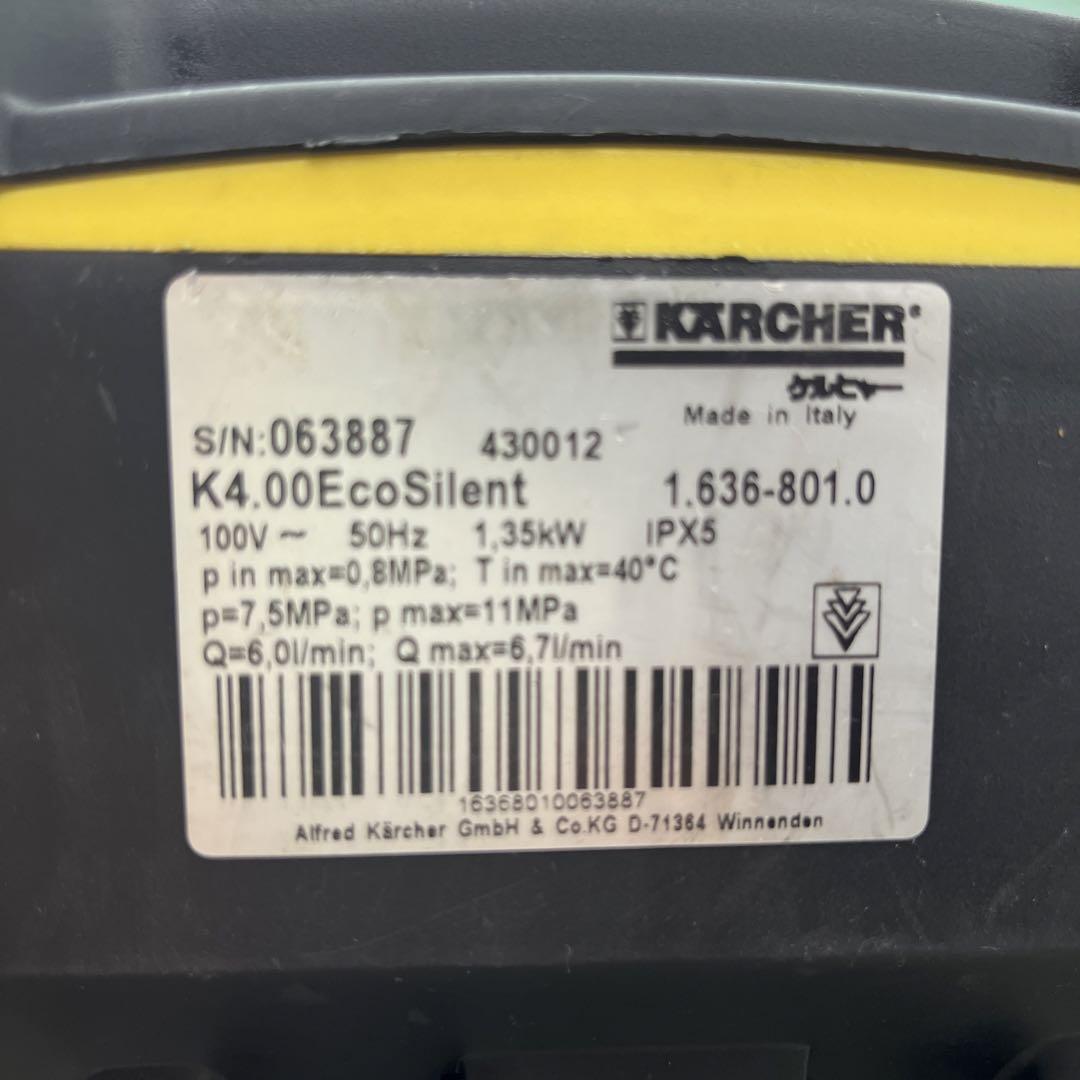 KÄRCHER
ケルヒャー
Made in Italy
S/N:063887 430012
K4.00EcoSilent 1.636-801.0
100V~ 50Hz 1,35kW IPX5
p in max=0,8MPa; T in max=40°C
p=7,5MPa; p max=11MPa
Q=6,0l/min; Q max=6,7l/min
16368010063887
Alfred Kärcher GmbH & Co.KG D-71364 Winnenden